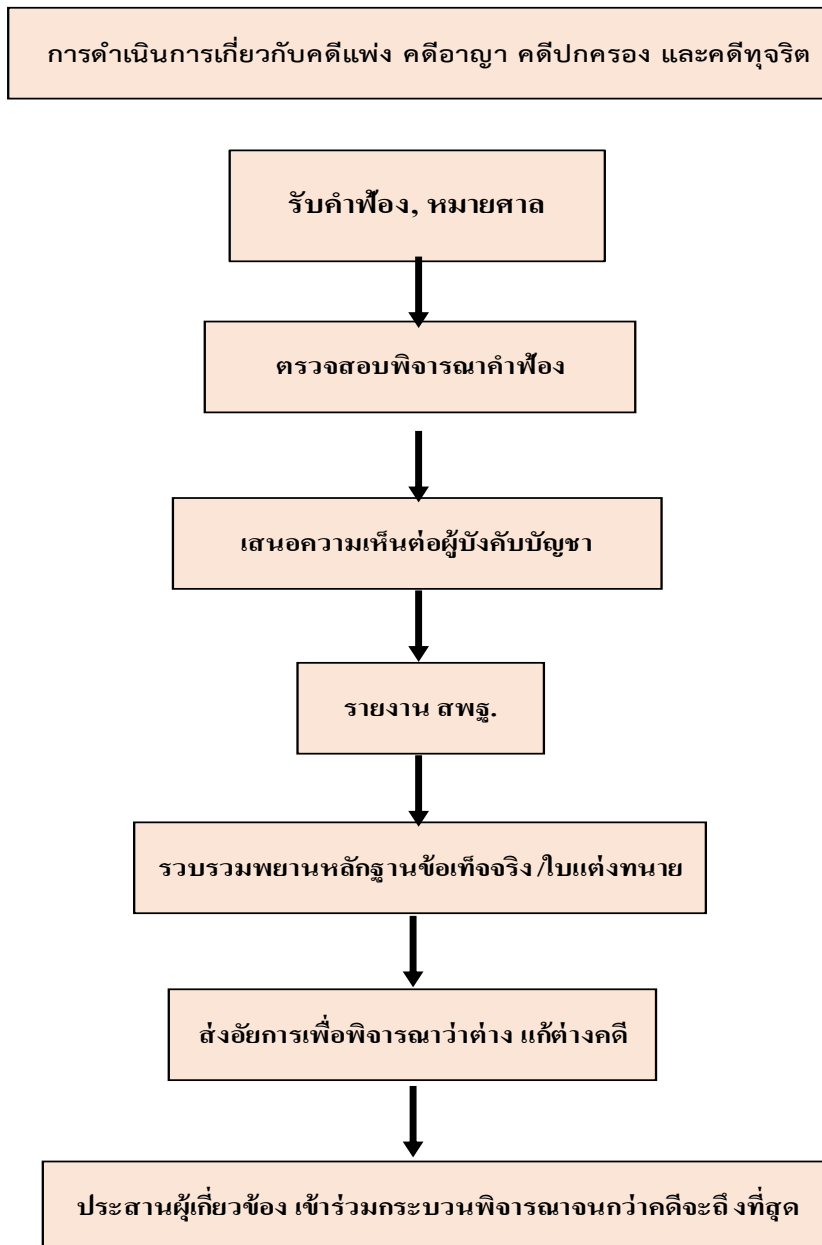 การดำเนินการเกี่ยวกับคดีแพ่ง คดีอาญา คดีปกครอง และคดีทุจริต
รับคำฟ้อง, หมายศาล
ตรวจสอบพิจารณาคำฟ้อง
เสนอความเห็นต่อผู้บังคับบัญชา
รายงาน สพฐ.
รวบรวมพยานหลักฐานข้อเท็จจริง/ใบแต่งทนาย
ส่งอัยการเพื่อพิจารณาว่าต่าง แก้ต่างคดี
ประสานผู้เกี่ยวข้อง เข้าร่วมกระบวนพิจารณาจนกว่าคดีจะถึงที่สุด